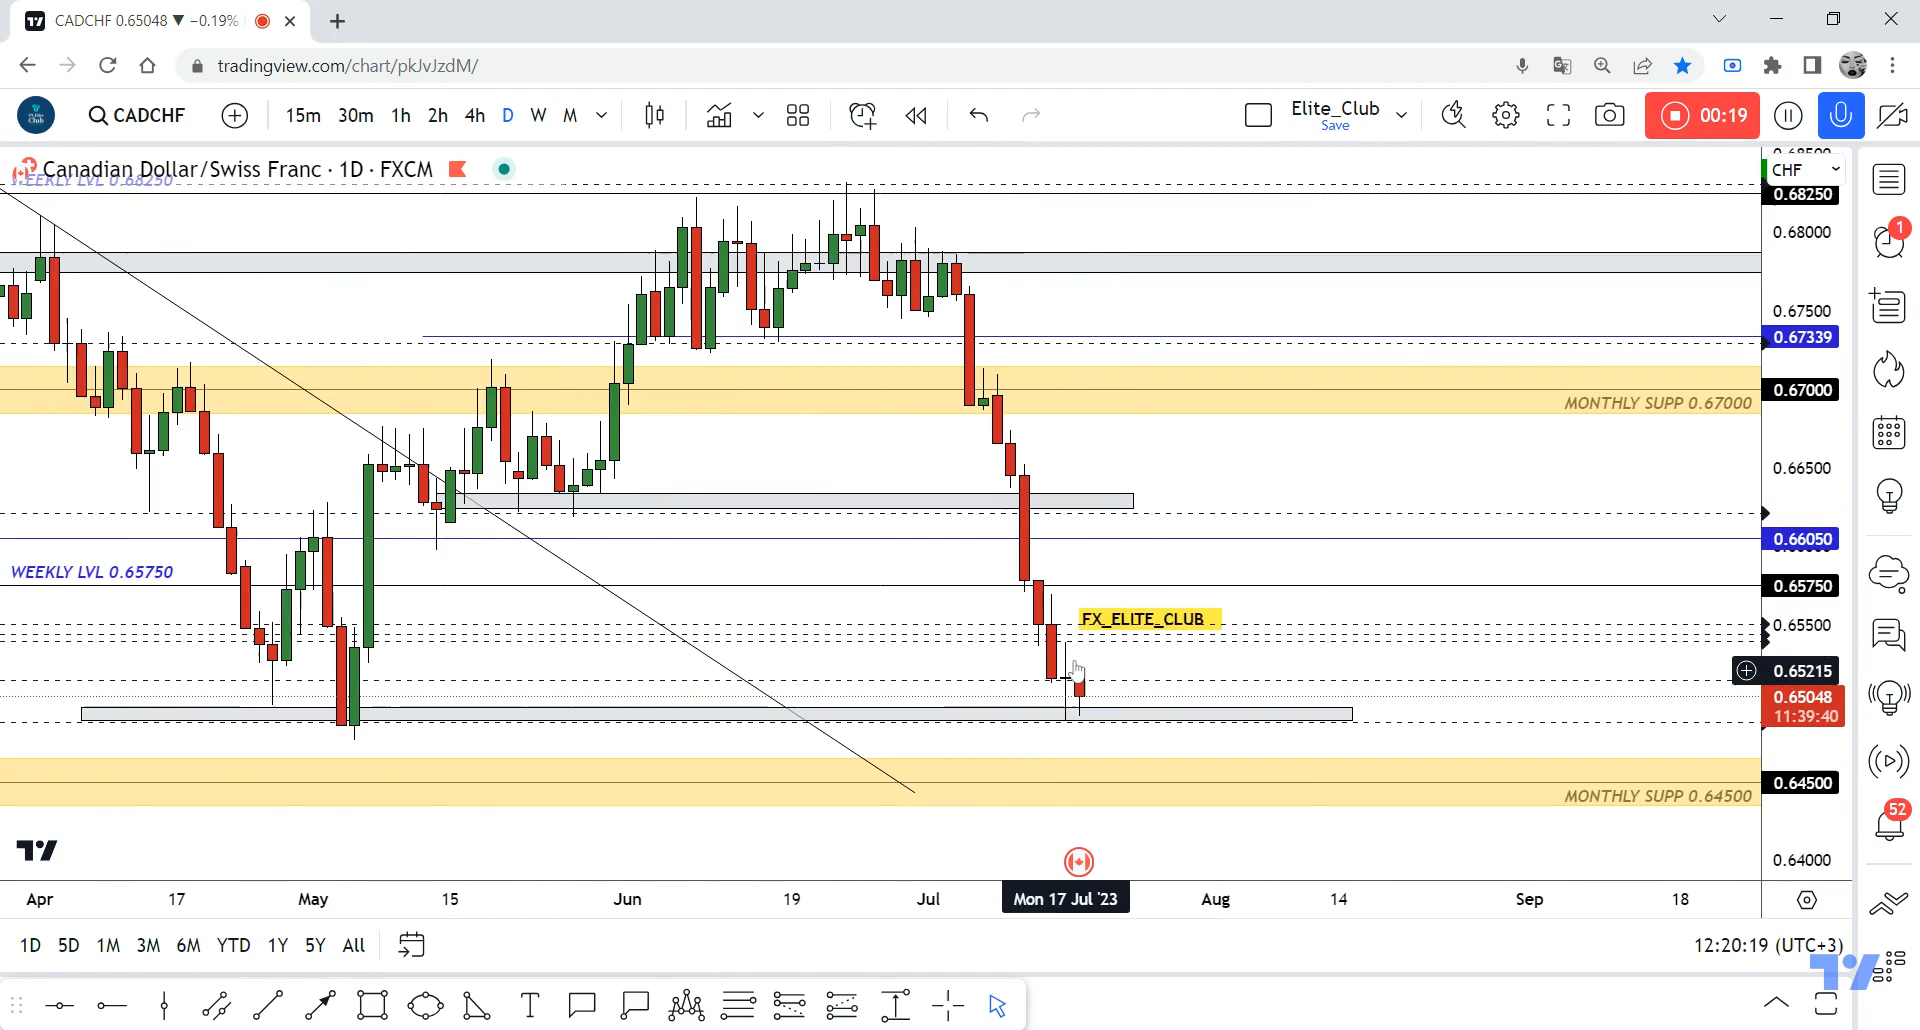 CADCHF 0.65048 ▼ −0.19%
tradingview.com/chart/pkJvJzdM/
CADCHF
15m 30m 1h 2h 4h D W M
Elite_Club
Save
00:19
Canadian Dollar/Swiss Franc · 1D · FXCM
WEEKLY LVL 0.68250
CHF
0.68250
0.68000
0.67500
0.67339
0.67000
MONTHLY SUPP 0.67000
0.66500
0.66050
WEEKLY LVL 0.65750
0.65750
FX_ELITE_CLUB
0.65500
0.65215
0.65048
11:39:40
0.64500
MONTHLY SUPP 0.64500
0.64000
Apr 17 May 15 Jun 19 Jul Mon 17 Jul '23 Aug 14 Sep 18
1D 5D 1M 3M 6M YTD 1Y 5Y All
12:20:19 (UTC+3)
1
52